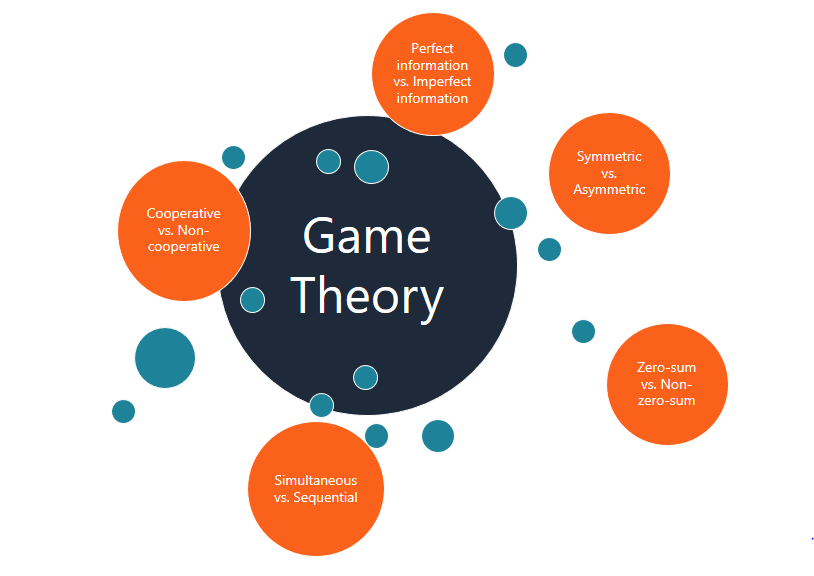 Perfect
information
vs. Imperfect
information
Symmetric
vs.
Asymmetric
Cooperative
vs. Non-
cooperative
Game
Theory
Zero-sum
vs. Non-
zero-sum
Simultaneous
vs. Sequential